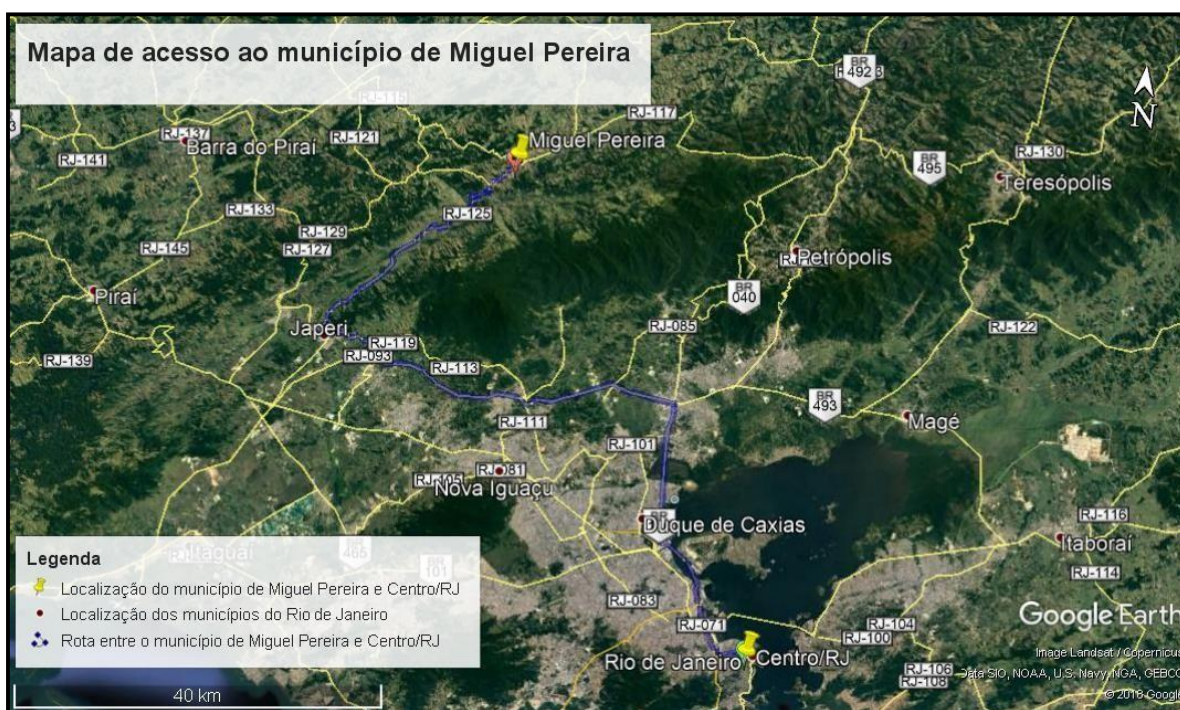 Mapa de acesso ao município de Miguel Pereira
BR
492
N
RJ-115
RJ-117
RJ-137
RJ-121
Barra do Piraí
Miguel Pereira
RJ-141
BR
495
RJ-130
Teresópolis
RJ-133
RJ-125
RJ-129
RJ-145
RJ-127
Petrópolis
Piraí
BR
040
Japeri
RJ-085
RJ-122
RJ-119
RJ-139
RJ-093
RJ-113
BR
493
RJ-111
Magé
RJ-101
RJ-081
RJ-105
Nova Iguaçu
BR
Duque de Caxias
RJ-116
Itaboraí
Itaguaí
465
BR
101
RJ-114
Legenda
Localização do município de Miguel Pereira e Centro/RJ
Localização dos municípios do Rio de Janeiro
Rota entre o município de Miguel Pereira e Centro/RJ
RJ-083
RJ-071
RJ-104
RJ-100
Google Earth
Rio de Janeiro
Centro/RJ
Image Landsat / Copernicus
RJ-106
RJ-108
Data SIO, NOAA, U.S. Navy, NGA, GEBCO
© 2018 Google
40 km